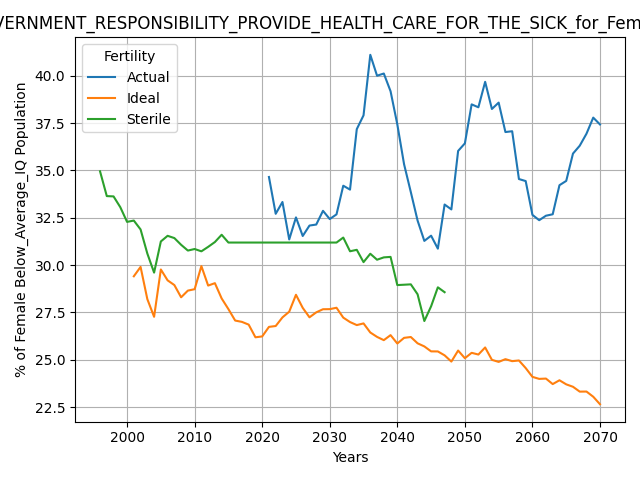 VERNMENT_RESPONSIBILITY_PROVIDE_HEALTH_CARE_FOR_THE_SICK_for_Fem
Fertility
Actual
Ideal
Sterile
% of Female Below_Average_IQ Population
40.0
37.5
35.0
32.5
30.0
27.5
25.0
22.5
2000 2010 2020 2030 2040 2050 2060 2070
Years